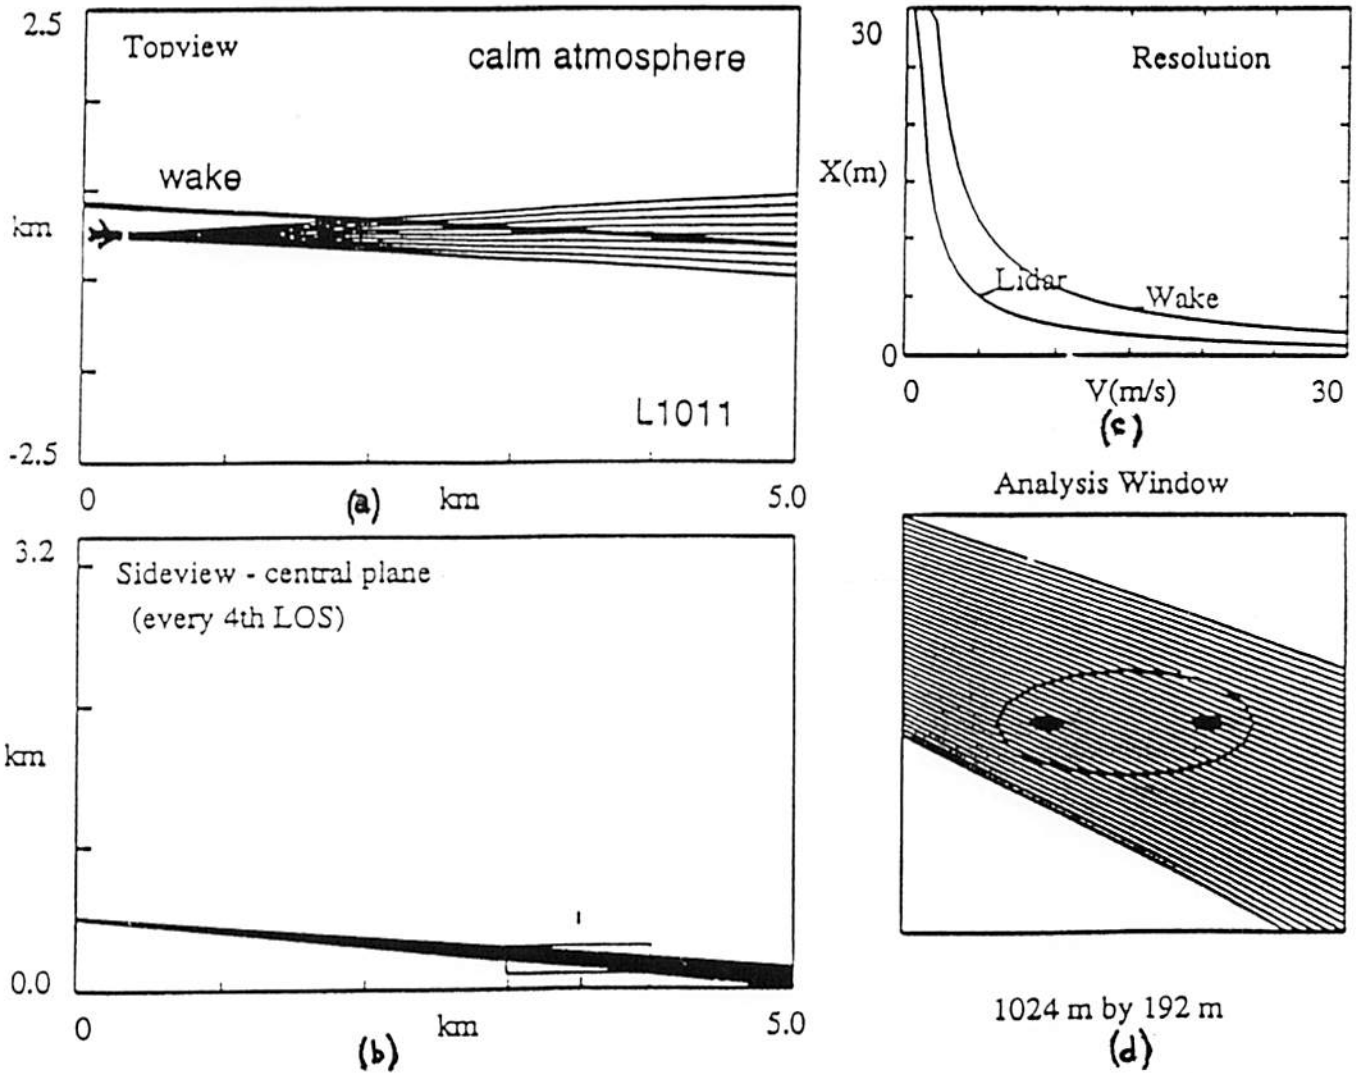 2.5
Topview
calm atmosphere
wake
km
L1011
-2.5
0
km
5.0
(a)
3.2
Sideview - central plane
(every 4th LOS)
km
0.0
0
km
5.0
(b)
30
Resolution
X(m)
Lidar
Wake
0
0
V(m/s)
30
(c)
Analysis Window
1024 m by 192 m
(d)